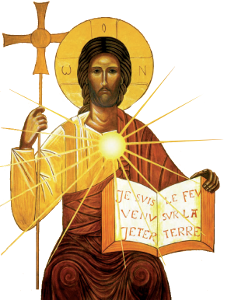 Ο Ω Ν
JE SUIS
VENU
JETER
LE FEU
SUR LA
TERRE